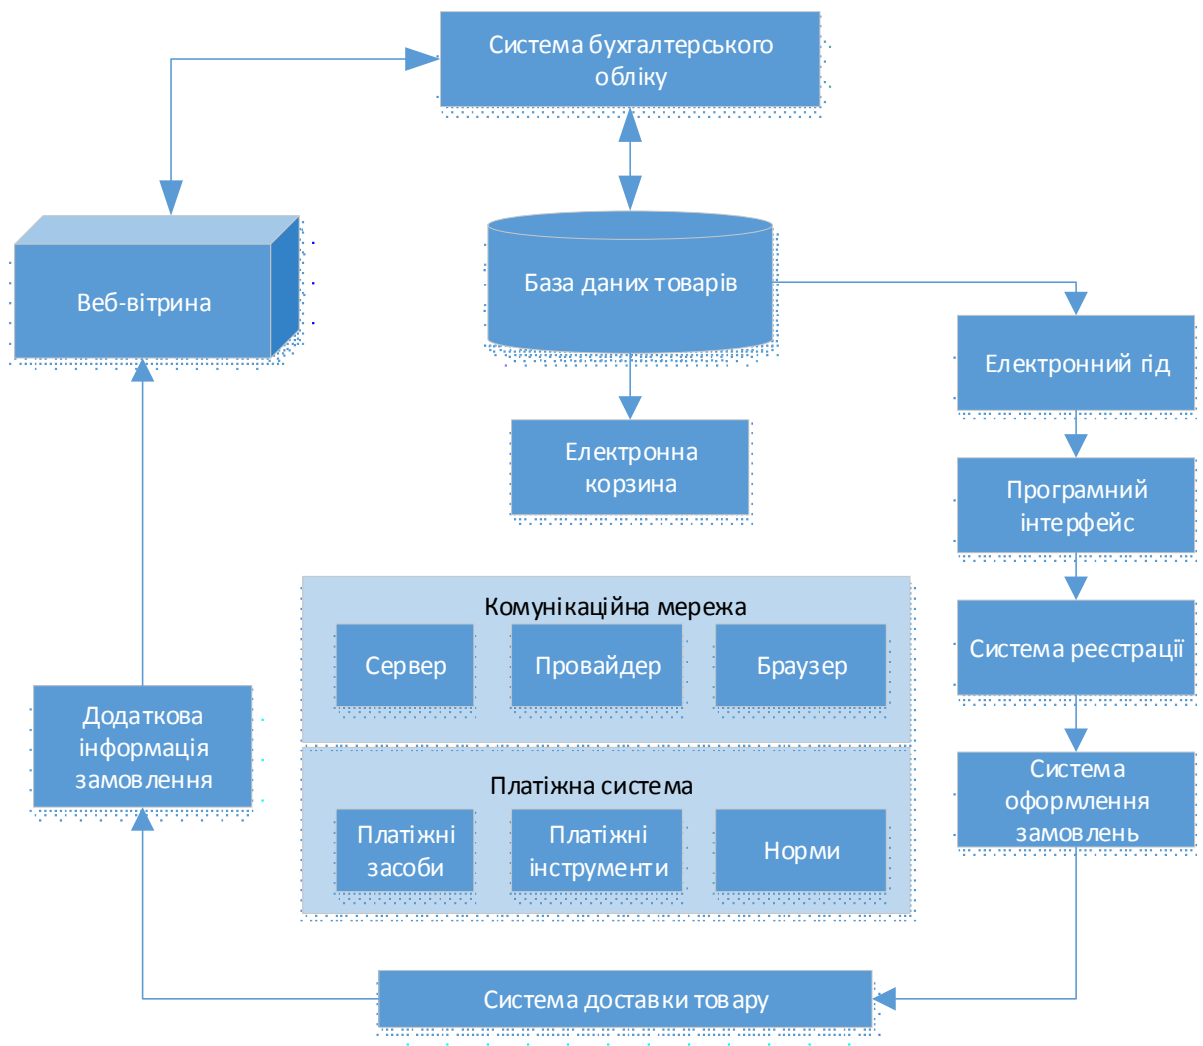 Система бухгалтерського
обліку
Веб-вітрина
База даних товарів
Електронний гід
Електронна
корзина
Програмний
інтерфейс
Комунікаційна мережа
Сервер
Провайдер
Браузер
Система реєстрації
Додаткова
інформація
замовлення
Платіжна система
Платіжні
засоби
Платіжні
інструменти
Норми
Система
оформлення
замовлень
Система доставки товару